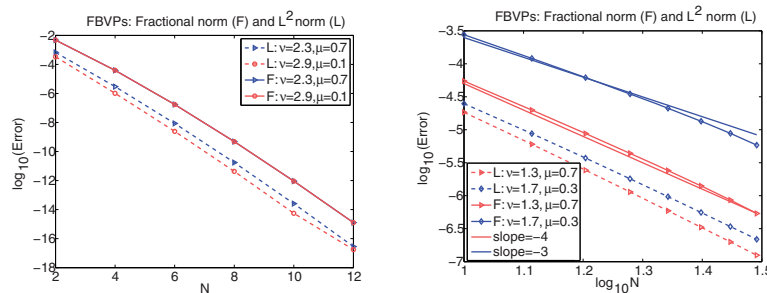 FBVPs: Fractional norm (F) and L² norm (L)
-2
-4
-6
-8
-10
-12
-14
-16
-18
log₁₀(Error)
L: ν=2.3,μ=0.7
L: ν=2.9,μ=0.1
F: ν=2.3,μ=0.7
F: ν=2.9,μ=0.1
2
4
6
8
10
12
N
FBVPs: Fractional norm (F) and L² norm (L)
-3.5
-4
-4.5
-5
-5.5
-6
-6.5
-7
log₁₀(Error)
L: ν=1.3, μ=0.7
L: ν=1.7, μ=0.3
F: ν=1.3, μ=0.7
F: ν=1.7, μ=0.3
slope=-4
slope=-3
1
1.1
1.2
1.3
1.4
1.5
log₁₀N